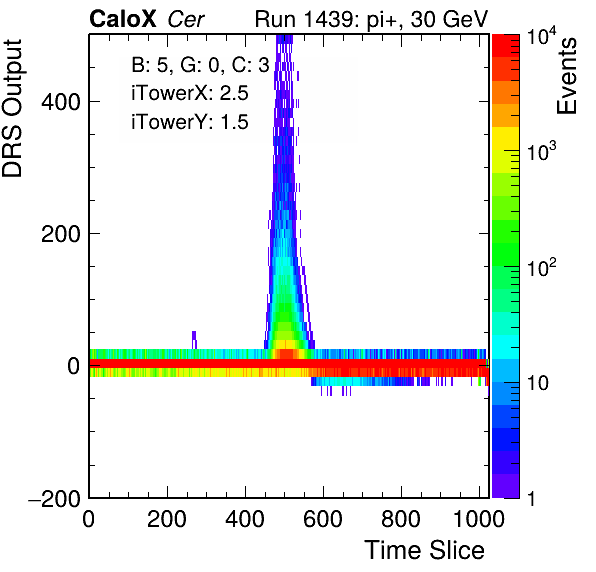 CaloX Cer Run 1439: pi+, 30 GeV
B: 5, G: 0, C: 3
iTowerX: 2.5
iTowerY: 1.5
DRS Output
400
200
0
−200
0 200 400 600 800 1000
Time Slice
Events
10^4
10^3
10^2
10
1